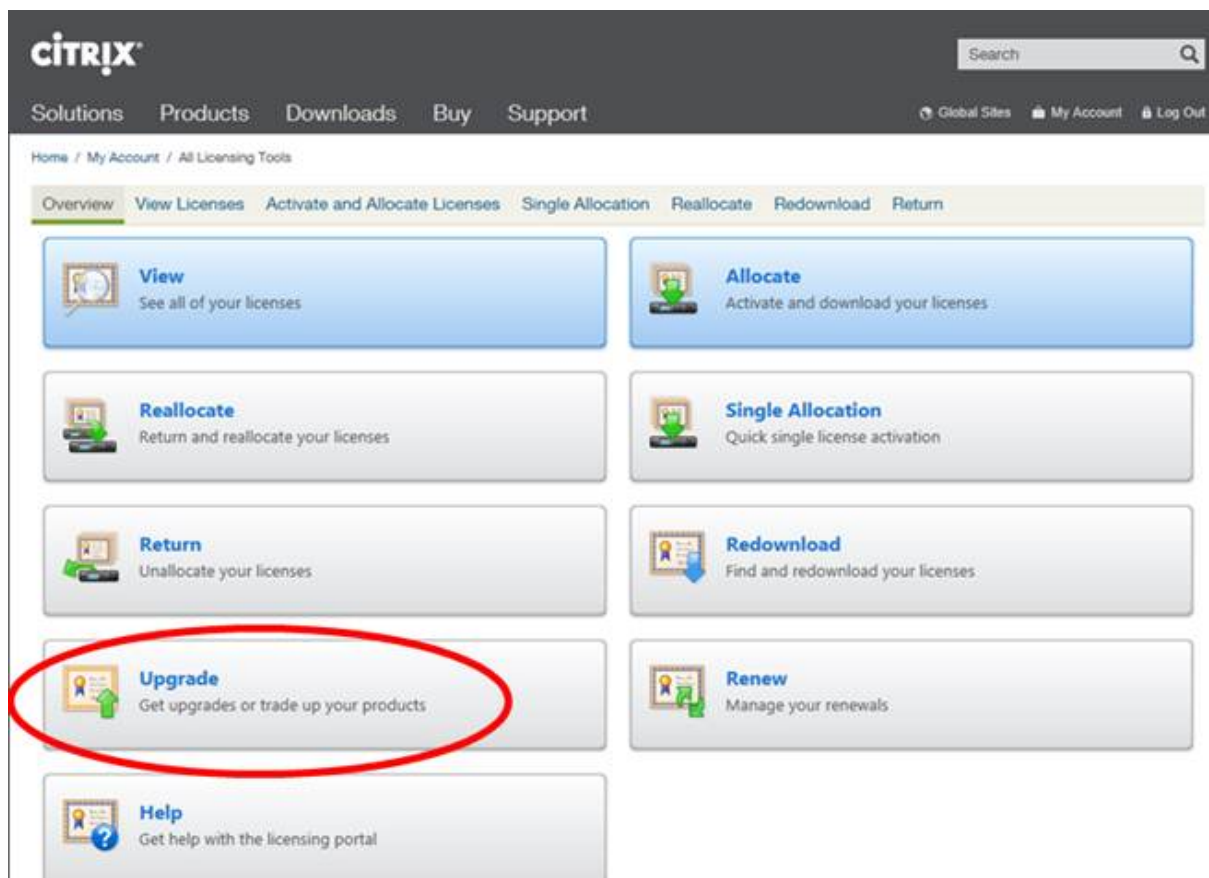 CİTRIX
Search
Solutions Products Downloads Buy Support
Global Sites My Account Log Out
Home / My Account / All Licensing Tools
Overview View Licenses Activate and Allocate Licenses Single Allocation Reallocate Redownload Return
View
See all of your licenses
Allocate
Activate and download your licenses
Reallocate
Return and reallocate your licenses
Single Allocation
Quick single license activation
Return
Unallocate your licenses
Redownload
Find and redownload your licenses
Upgrade
Get upgrades or trade up your products
Renew
Manage your renewals
Help
Get help with the licensing portal